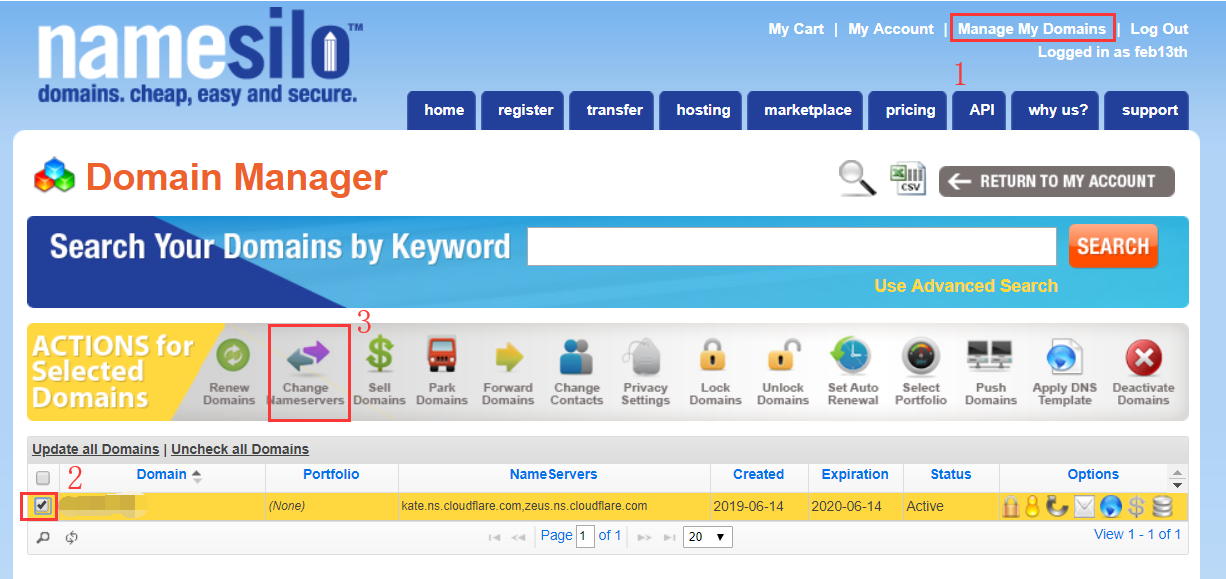 My Cart | My Account | Manage My Domains | Log Out
namesilo™
Logged in as feb13th
1
domains. cheap, easy and secure.
home register transfer hosting marketplace pricing API why us? support
Domain Manager
CSV
RETURN TO MY ACCOUNT
Search Your Domains by Keyword
SEARCH
Use Advanced Search
3
ACTIONS for
Selected
Domains
Renew
Domains
Change
Nameservers
Sell
Domains
Park
Domains
Forward
Domains
Change
Contacts
Privacy
Settings
Lock
Domains
Unlock
Domains
Set Auto
Renewal
Select
Portfolio
Push
Domains
Apply DNS
Template
Deactivate
Domains
Update all Domains | Uncheck all Domains
2
Domain Portfolio NameServers Created Expiration Status Options
(None) kate.ns.cloudflare.com,zeus.ns.cloudflare.com 2019-06-14 2020-06-14 Active
Page 1 of 1 20 View 1 - 1 of 1